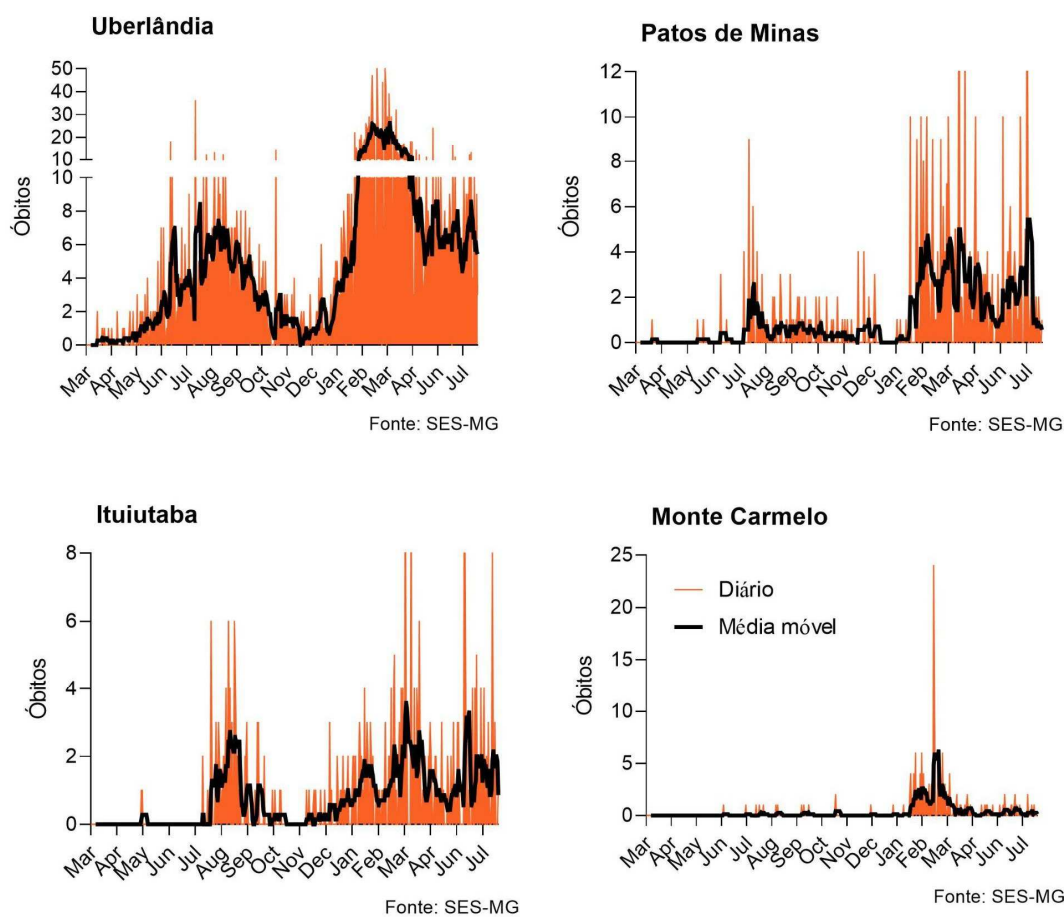 Uberlândia
Óbitos
50
40
30
20
10
10
8
6
4
2
0
Mar Apr May Jun Jul Aug Sep Oct Nov Dec Jan Feb Mar Apr Jun Jul
Fonte: SES-MG
Patos de Minas
Óbitos
12
10
8
6
4
2
0
Mar Apr May Jun Jul Aug Sep Oct Nov Dec Jan Feb Mar Apr Jun Jul
Fonte: SES-MG
Ituiutaba
Óbitos
8
6
4
2
0
Mar Apr May Jun Jul Aug Sep Oct Nov Dec Jan Feb Mar Apr Jun Jul
Fonte: SES-MG
Monte Carmelo
Óbitos
25
20
15
10
5
0
Diário
Média móvel
Mar Apr May Jun Jul Aug Sep Oct Nov Dec Jan Feb Mar Apr Jun Jul
Fonte: SES-MG